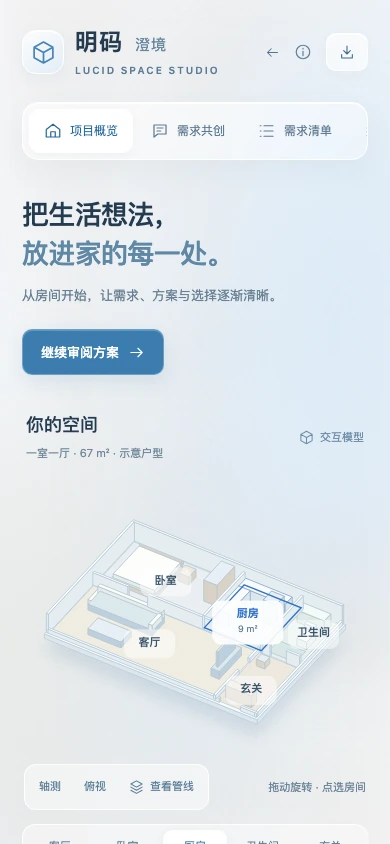 明码 澄境
LUCID SPACE STUDIO
项目概览 需求共创 需求清单
把生活想法，
放进家的每一处。
从房间开始，让需求、方案与选择逐渐清晰。
继续审阅方案
你的空间
一室一厅 · 67 m² · 示意户型
交互模型
卧室
厨房
9 m²
卫生间
客厅
玄关
轴测 俯视 查看管线
拖动旋转 · 点选房间